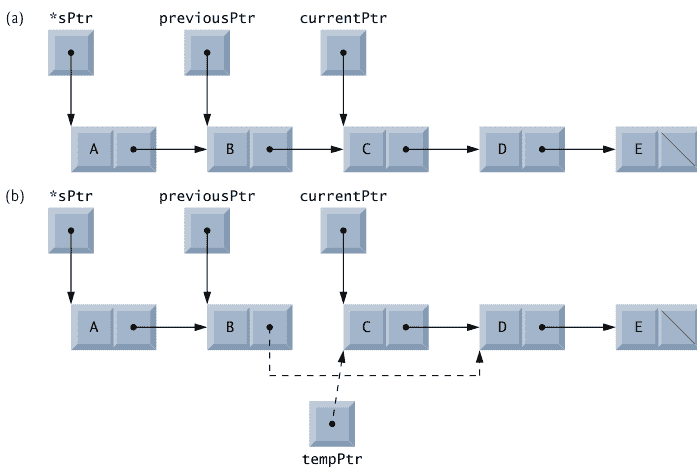 (a) *sPtr previousPtr currentPtr
A B C D E
(b) *sPtr previousPtr currentPtr
A B C D E
tempPtr